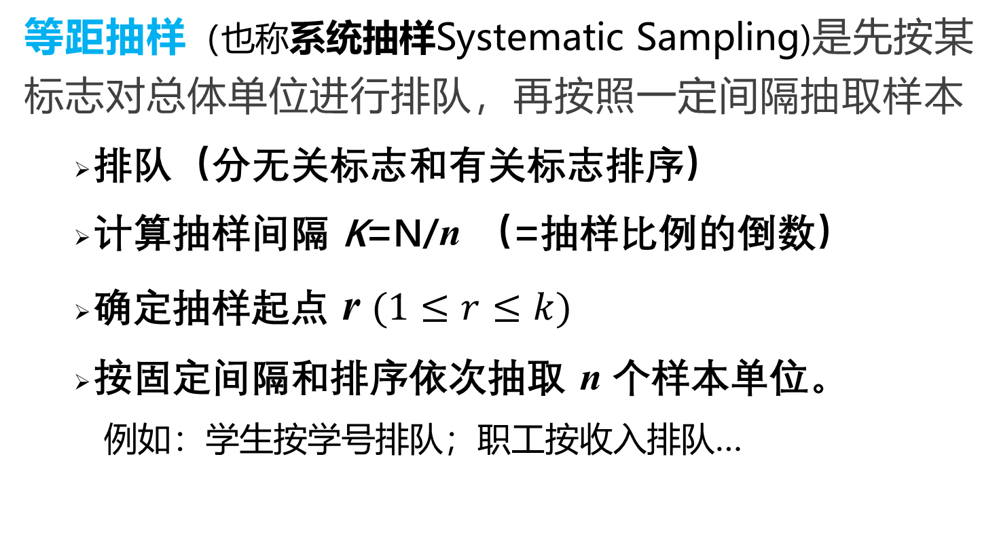 等距抽样 (也称系统抽样Systematic Sampling)是先按某
标志对总体单位进行排队，再按照一定间隔抽取样本
➢排队（分无关标志和有关标志排序）
➢计算抽样间隔 K=N/n （=抽样比例的倒数）
➢确定抽样起点 r (1 ≤ r ≤ k)
➢按固定间隔和排序依次抽取 n 个样本单位。
例如：学生按学号排队；职工按收入排队...